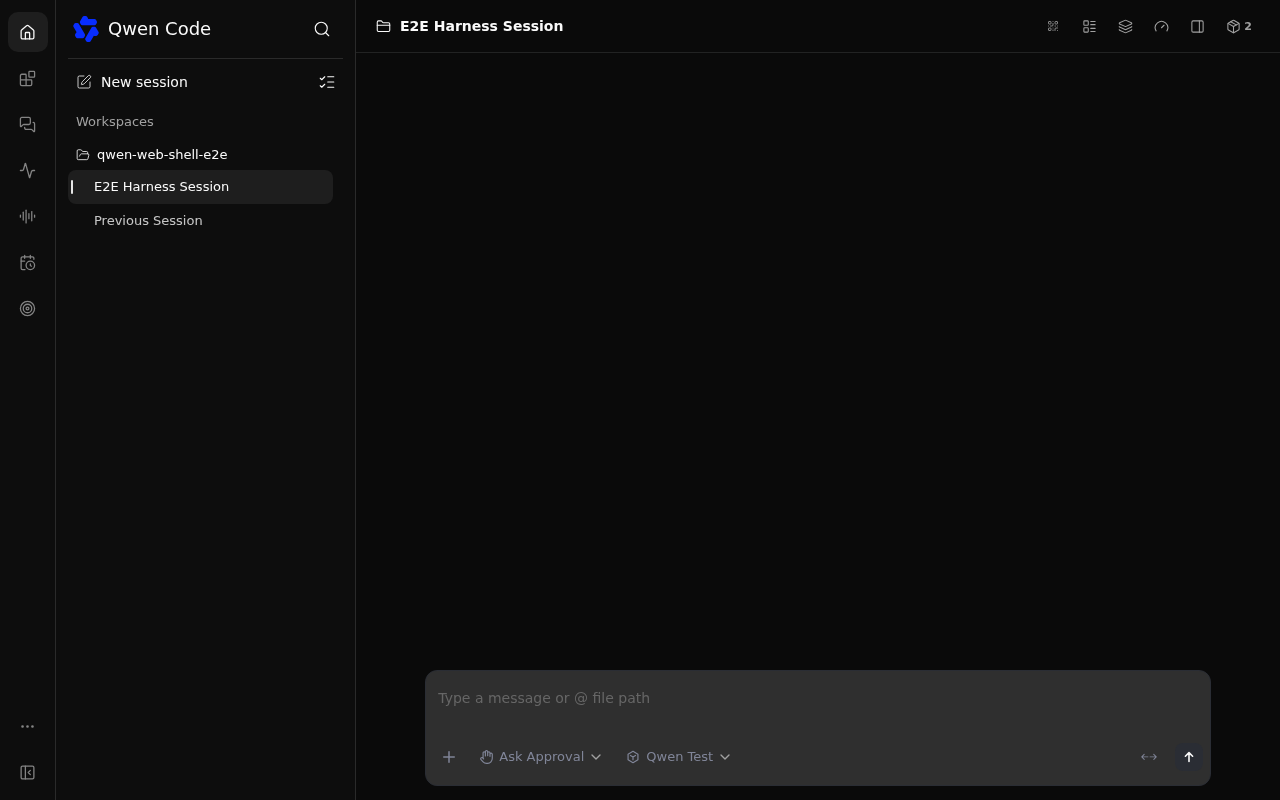 Qwen Code
New session
Workspaces
qwen-web-shell-e2e
E2E Harness Session
Previous Session
E2E Harness Session
2
Type a message or @ file path
Ask Approval
Qwen Test